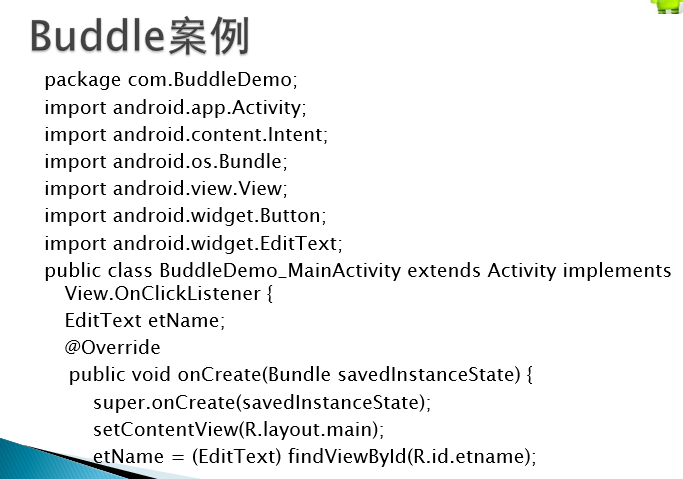 Buddle案例
package com.BuddleDemo;
import android.app.Activity;
import android.content.Intent;
import android.os.Bundle;
import android.view.View;
import android.widget.Button;
import android.widget.EditText;
public class BuddleDemo_MainActivity extends Activity implements
View.OnClickListener {
EditText etName;
@Override
public void onCreate(Bundle savedInstanceState) {
super.onCreate(savedInstanceState);
setContentView(R.layout.main);
etName = (EditText) findViewById(R.id.etname);